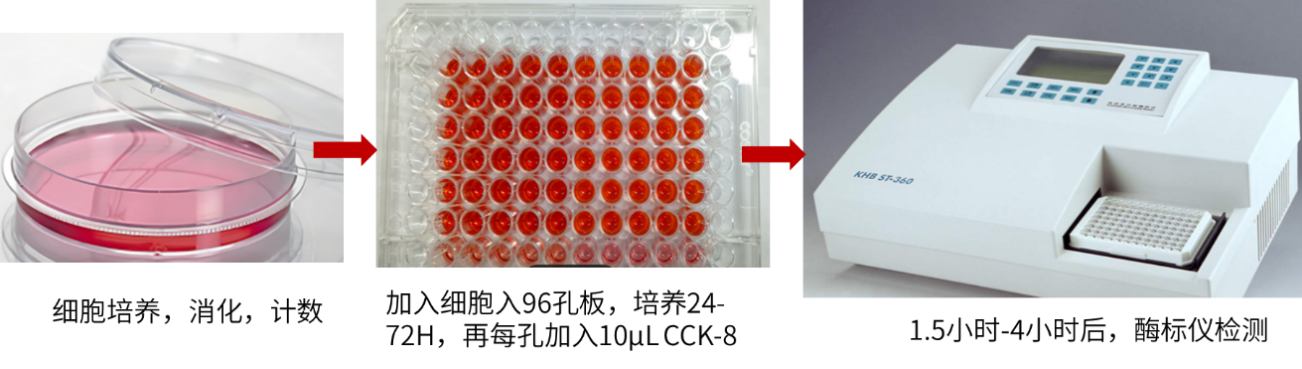 KHB ST-360
细胞培养，消化，计数
加入细胞入96孔板，培养24-
72H，再每孔加入10μL CCK-8
1.5小时-4小时后，酶标仪检测